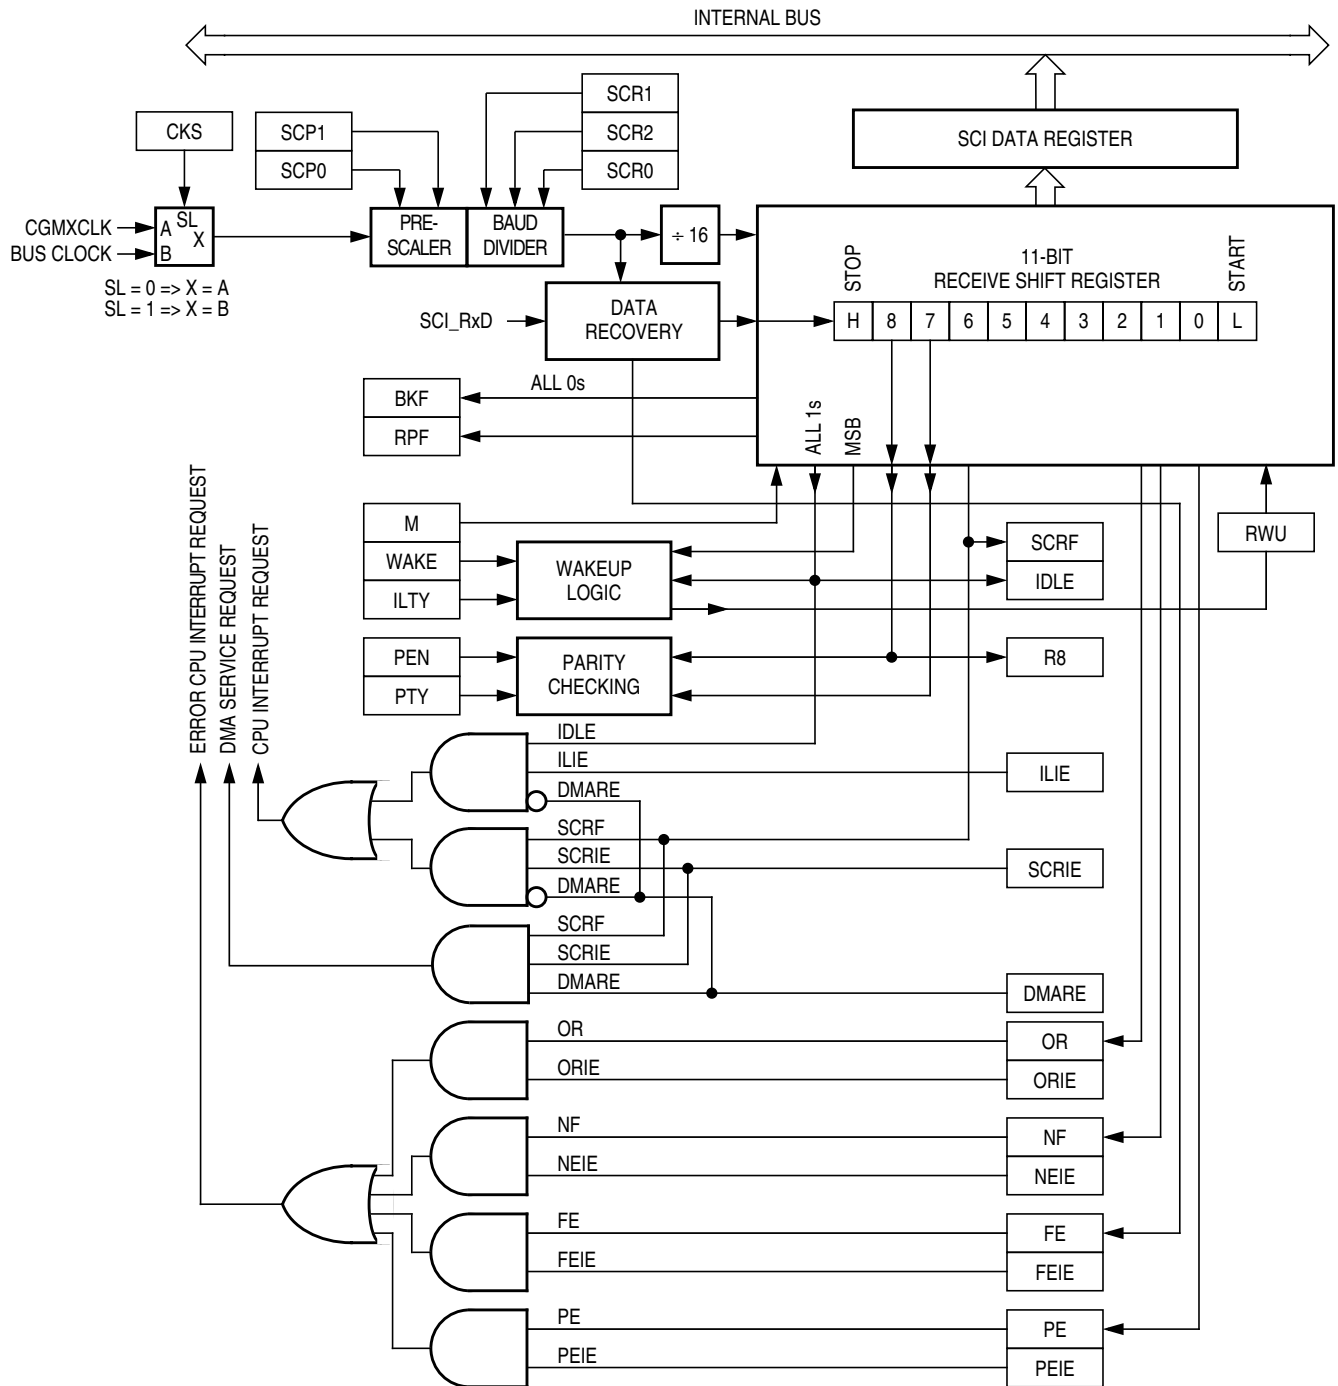 INTERNAL BUS
SCR1
SCR2
SCR0
SCP1
SCP0
CKS
SCI DATA REGISTER
CGMXCLK
BUS CLOCK
A
SL
X
B
SL = 0 => X = A
SL = 1 => X = B
PRE-
SCALER
BAUD
DIVIDER
÷ 16
STOP
11-BIT
RECEIVE SHIFT REGISTER
START
H 8 7 6 5 4 3 2 1 0 L
SCI_RxD
DATA
RECOVERY
ALL 0s
BKF
RPF
ALL 1s
MSB
M
WAKE
ILTY
WAKEUP
LOGIC
SCRF
IDLE
RWU
PEN
PTY
PARITY
CHECKING
R8
ERROR CPU INTERRUPT REQUEST
DMA SERVICE REQUEST
CPU INTERRUPT REQUEST
IDLE
ILIE
DMARE
ILIE
SCRF
SCRIE
DMARE
SCRIE
SCRF
SCRIE
DMARE
DMARE
OR
ORIE
OR
ORIE
NF
NEIE
NF
NEIE
FE
FEIE
FE
FEIE
PE
PEIE
PE
PEIE